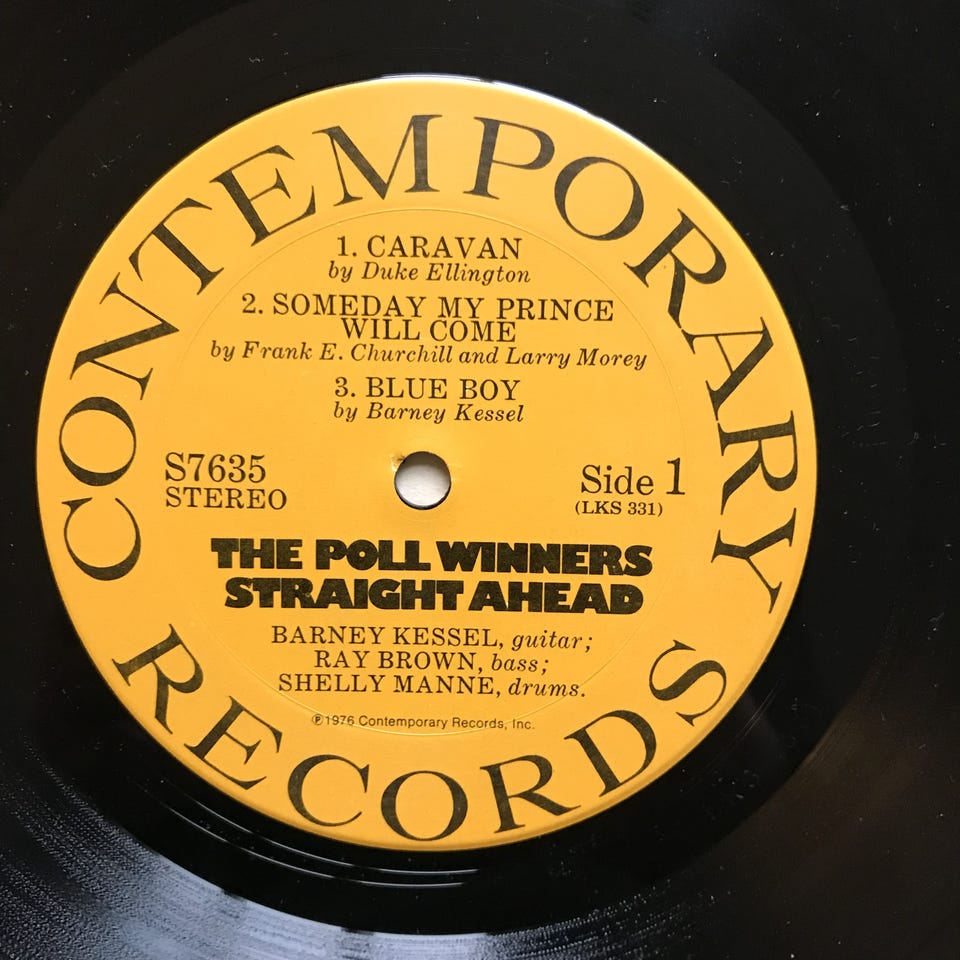 CONTEMPORARY
1. CARAVAN
by Duke Ellington
2. SOMEDAY MY PRINCE
WILL COME
by Frank E. Churchill and Larry Morey
3. BLUE BOY
by Barney Kessel
S7635
STEREO
Side 1
(LKS 331)
THE POLL WINNERS
STRAIGHT AHEAD
BARNEY KESSEL, guitar;
RAY BROWN, bass;
SHELLY MANNE, drums.
℗1976 Contemporary Records, Inc.
RECORDS